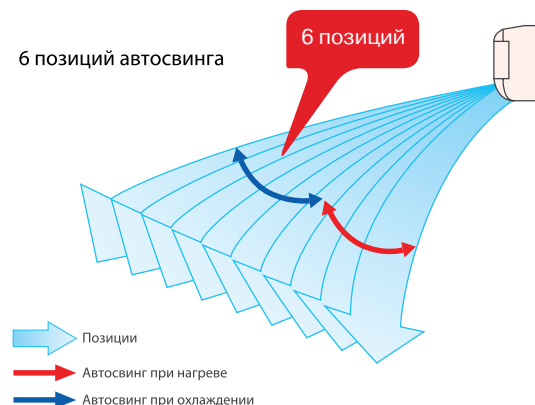 6 позиций
6 позиций автосвинга
Позиции
Автосвинг при нагреве
Автосвинг при охлаждении